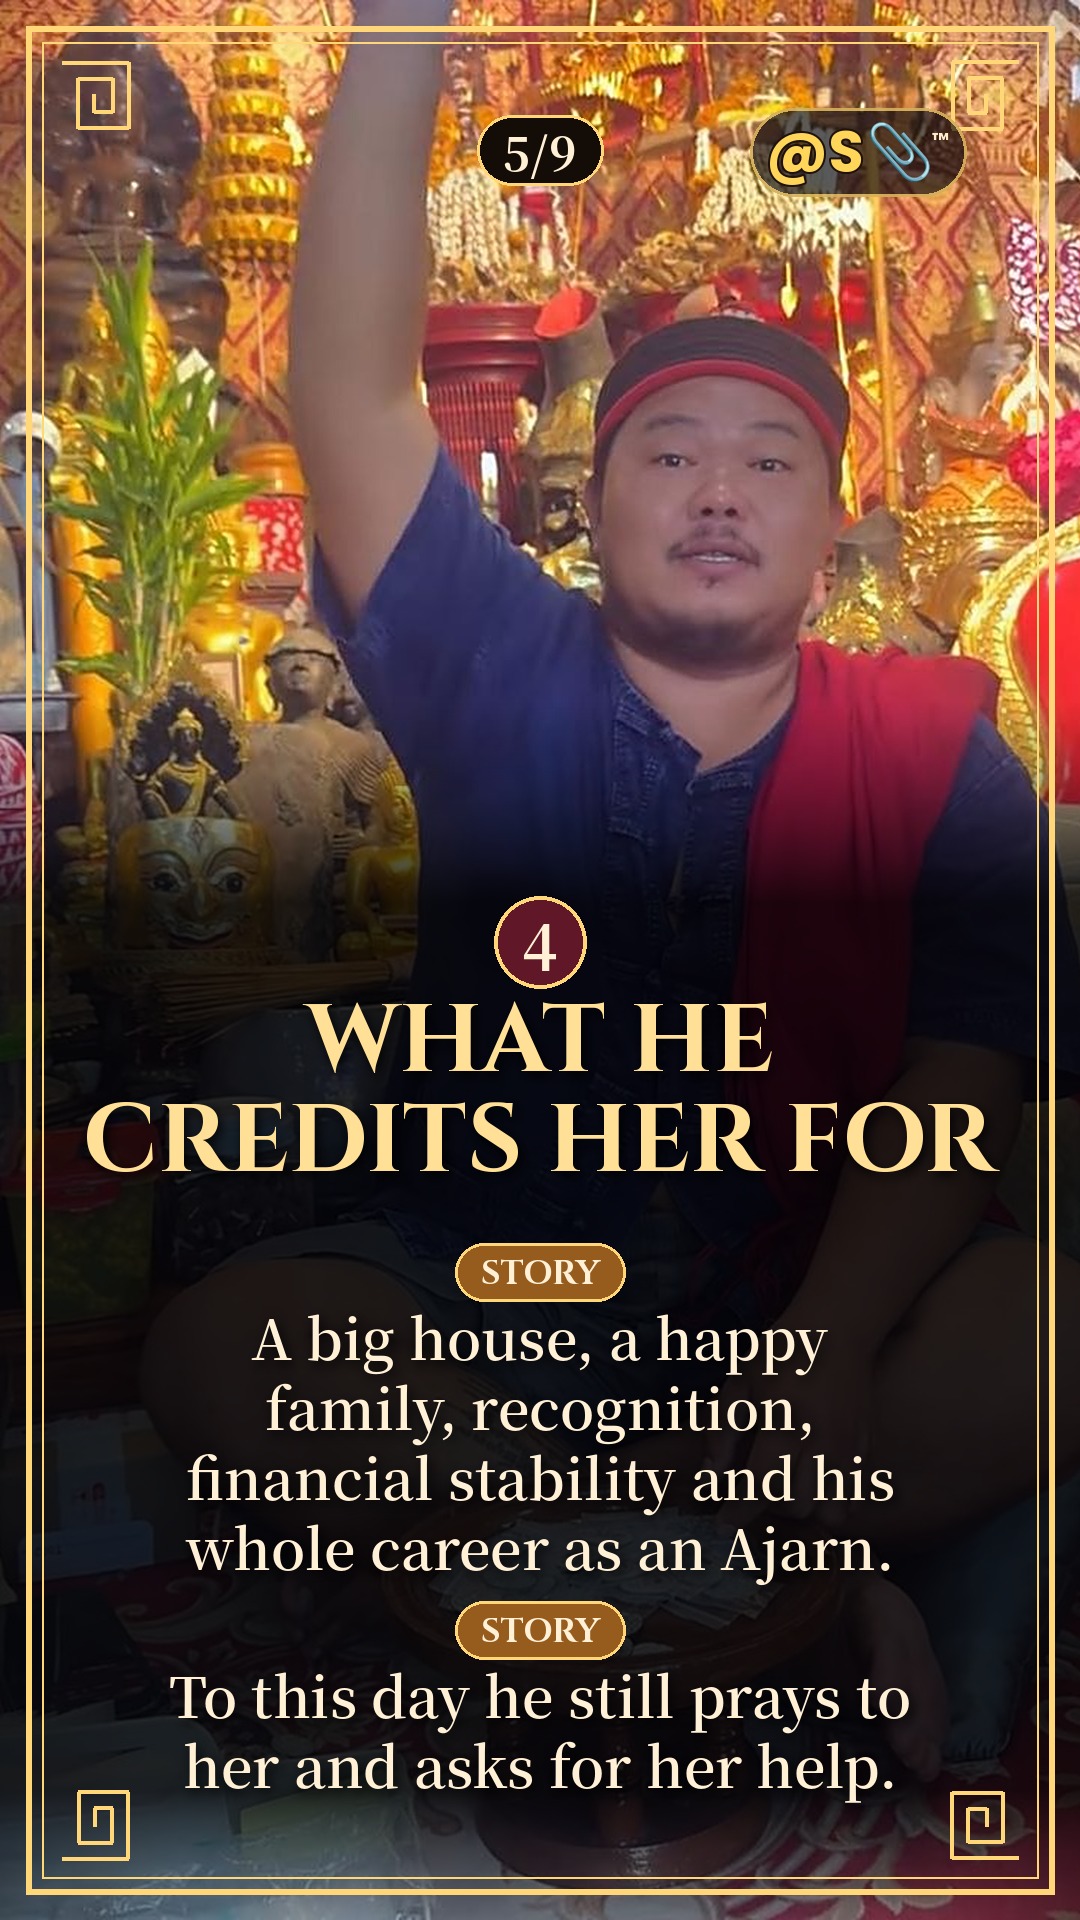 5/9
@S📎™
4
WHAT HE
CREDITS HER FOR
STORY
A big house, a happy
family, recognition,
financial stability and his
whole career as an Ajarn.
STORY
To this day he still prays to
her and asks for her help.